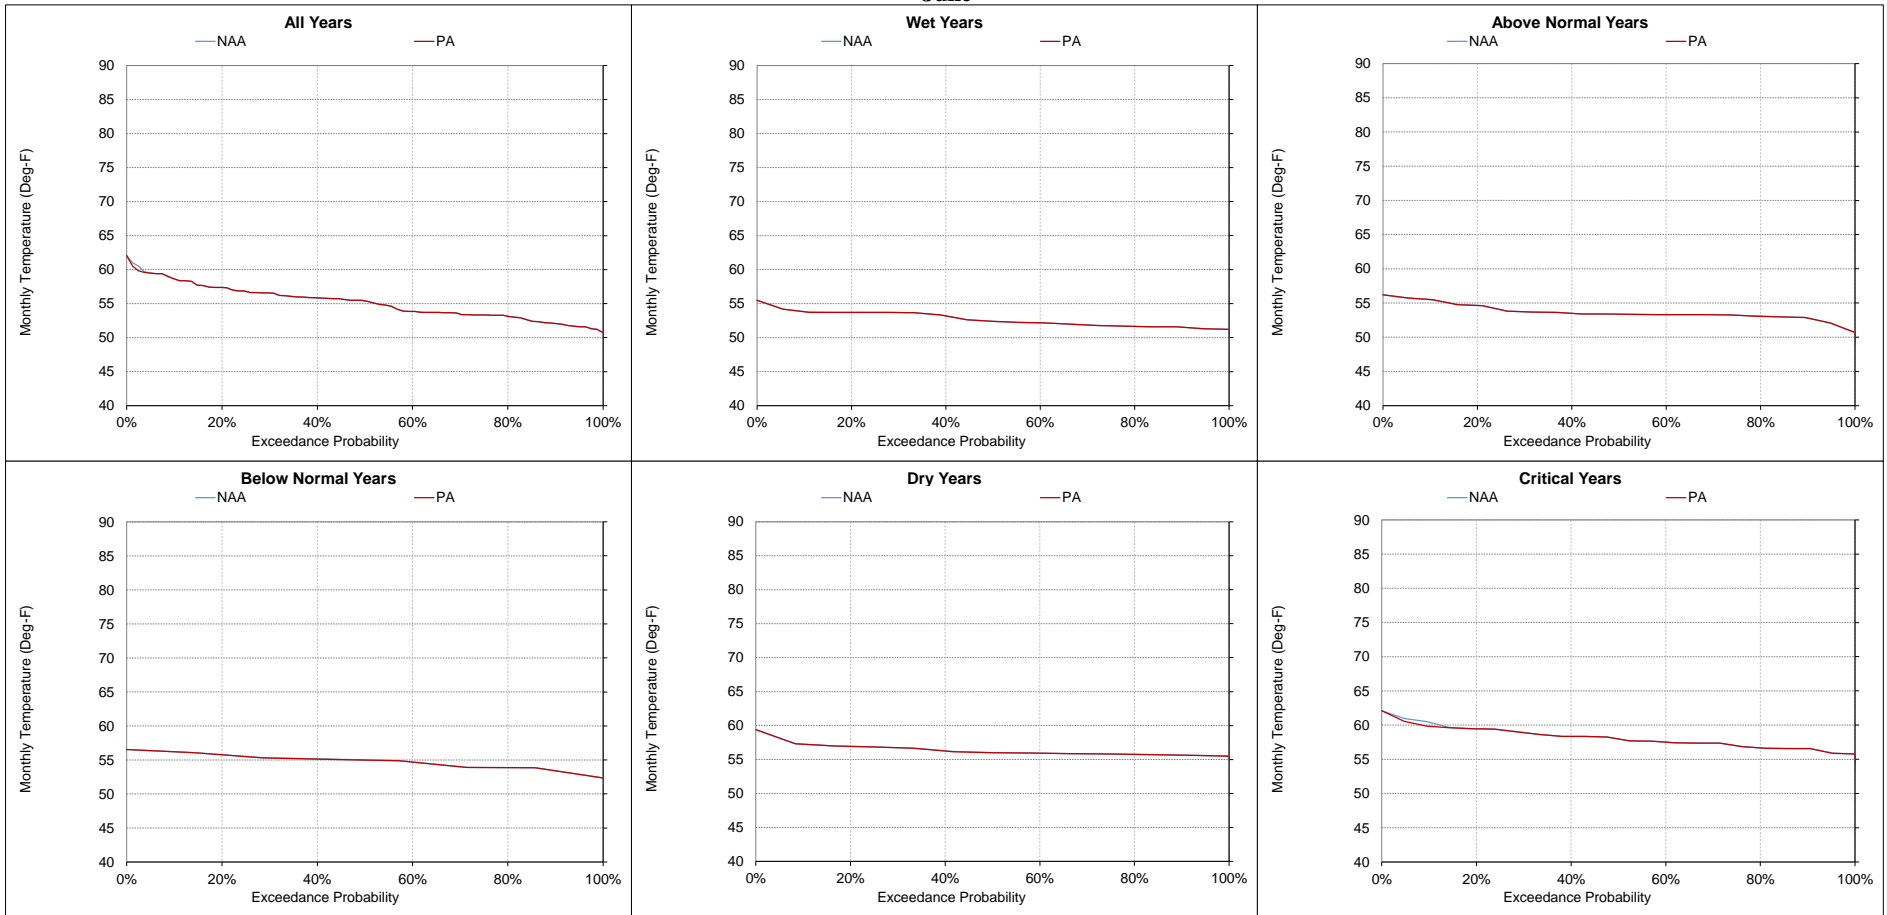 All Years
NAA PA
90
85
80
75
70
65
60
55
50
45
40
0% 20% 40% 60% 80% 100%
Monthly Temperature (Deg-F)
Exceedance Probability
Wet Years
NAA PA
90
85
80
75
70
65
60
55
50
45
40
0% 20% 40% 60% 80% 100%
Monthly Temperature (Deg-F)
Exceedance Probability
Above Normal Years
NAA PA
90
85
80
75
70
65
60
55
50
45
40
0% 20% 40% 60% 80% 100%
Monthly Temperature (Deg-F)
Exceedance Probability
Below Normal Years
NAA PA
90
85
80
75
70
65
60
55
50
45
40
0% 20% 40% 60% 80% 100%
Monthly Temperature (Deg-F)
Exceedance Probability
Dry Years
NAA PA
90
85
80
75
70
65
60
55
50
45
40
0% 20% 40% 60% 80% 100%
Monthly Temperature (Deg-F)
Exceedance Probability
Critical Years
NAA PA
90
85
80
75
70
65
60
55
50
45
40
0% 20% 40% 60% 80% 100%
Monthly Temperature (Deg-F)
Exceedance Probability